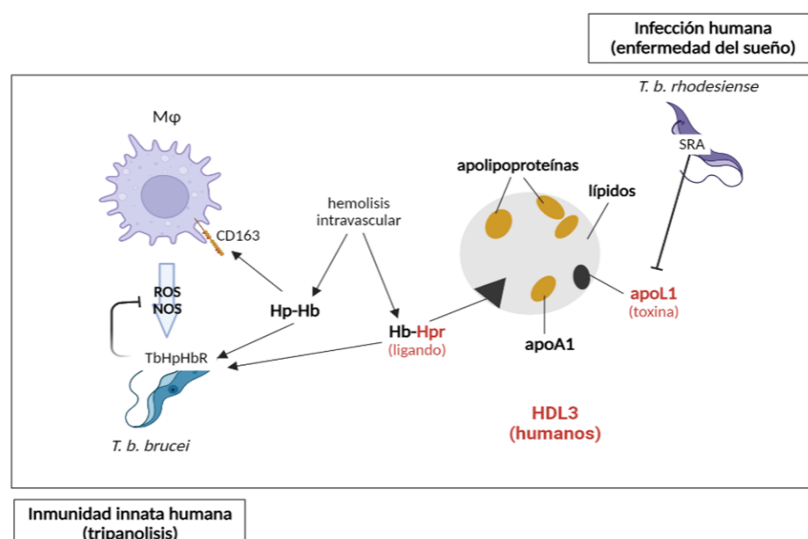 Infección humana
(enfermedad del sueño)
T. b. rhodesiense
SRA
Mφ
apolipoproteínas
lípidos
hemolisis
intravascular
CD163
ROS
NOS
Hp-Hb
apoL1
(toxina)
Hb-Hpr
(ligando)
apoA1
TbHpHbR
HDL3
(humanos)
T. b. brucei
Inmunidad innata humana
(tripanolisis)